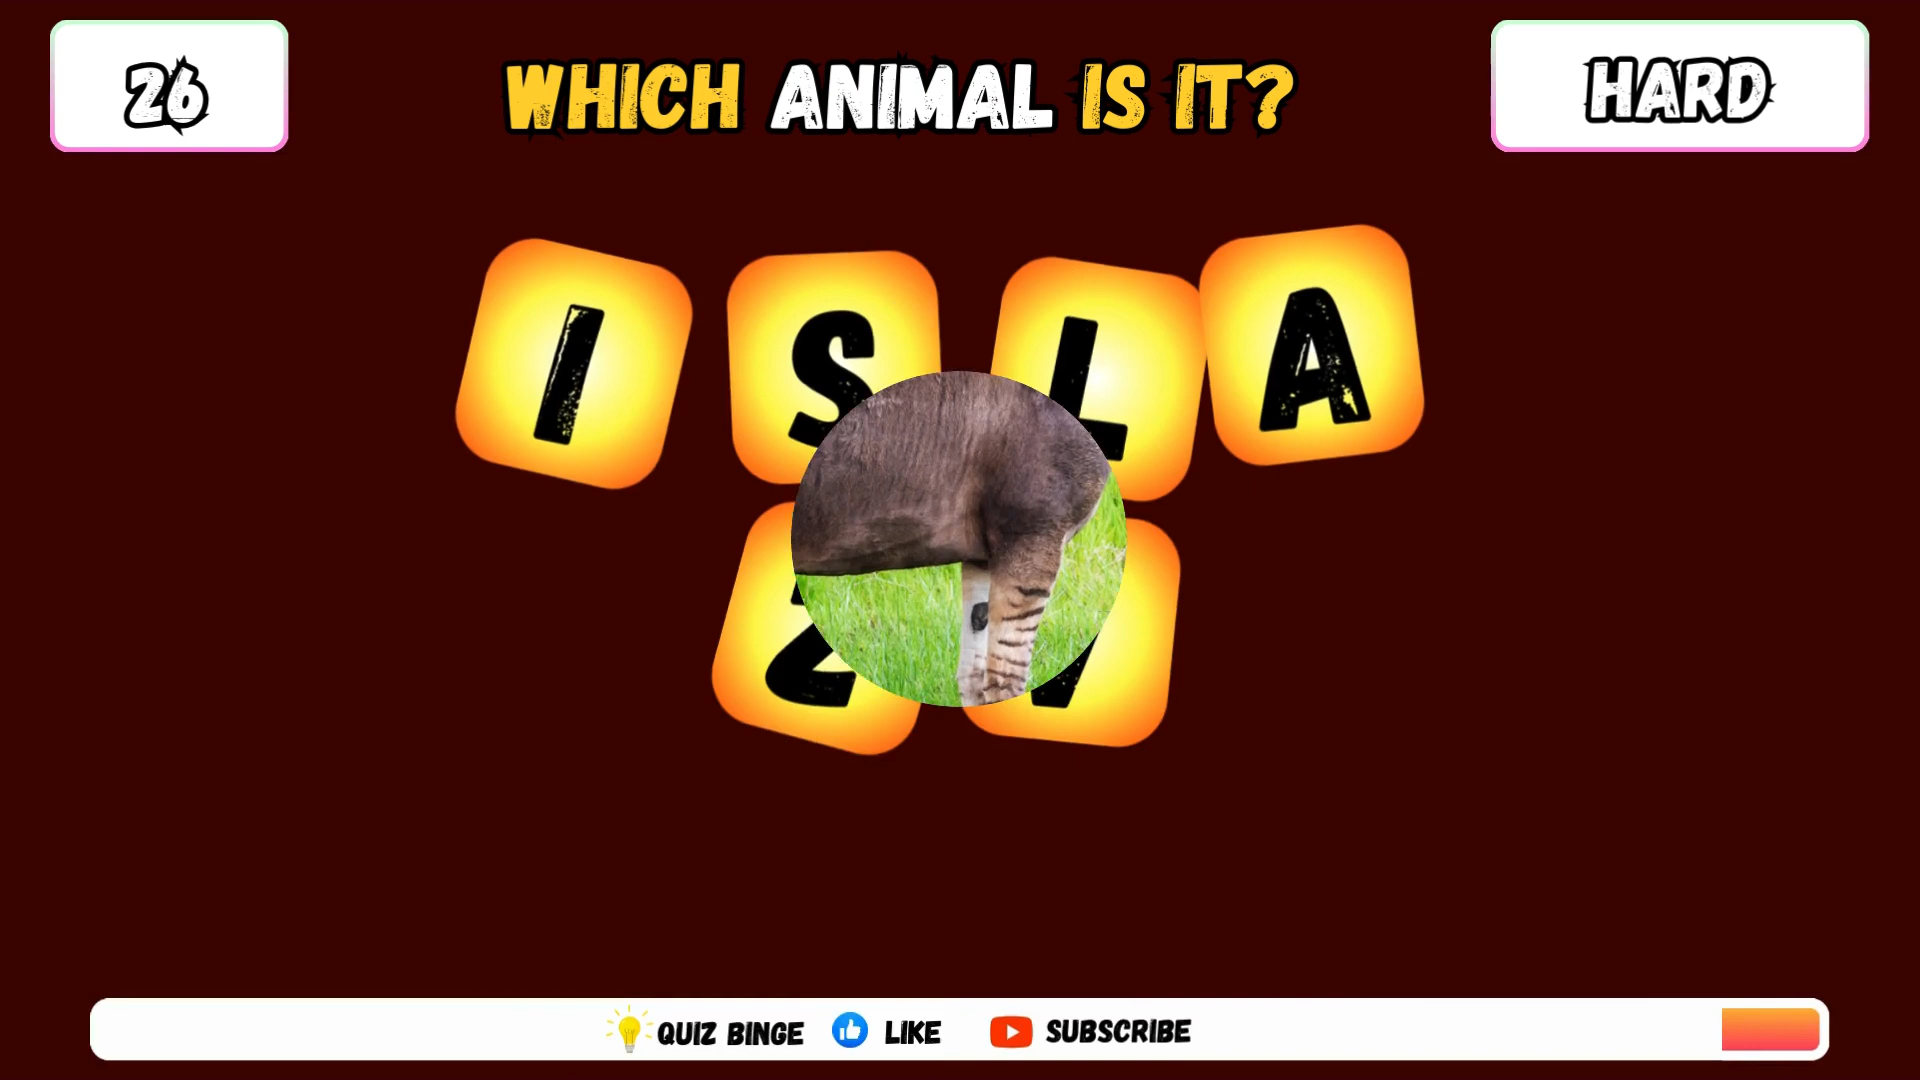 26
WHICH ANIMAL IS IT?
HARD
I S L A
QUIZ BINGE LIKE SUBSCRIBE